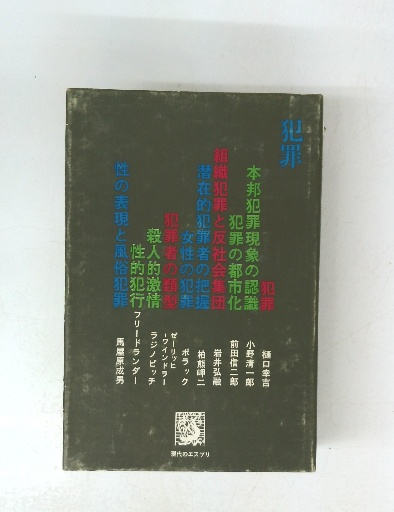 犯罪
犯罪
樋口幸吉
本邦犯罪現象の認識
小野清一郎
犯罪の都市化
前田信二郎
組織犯罪と反社会集団
岩井弘融
潜在的犯罪者の把握
柏熊岬二
女性の犯罪
ポラック
犯罪者の類型
ゼーリッヒ
・ワインドラー
殺人的激情
ラジノビッチ
性的犯行
フリードランダー
性の表現と風俗犯罪
馬屋原成男
現代のエスプリ